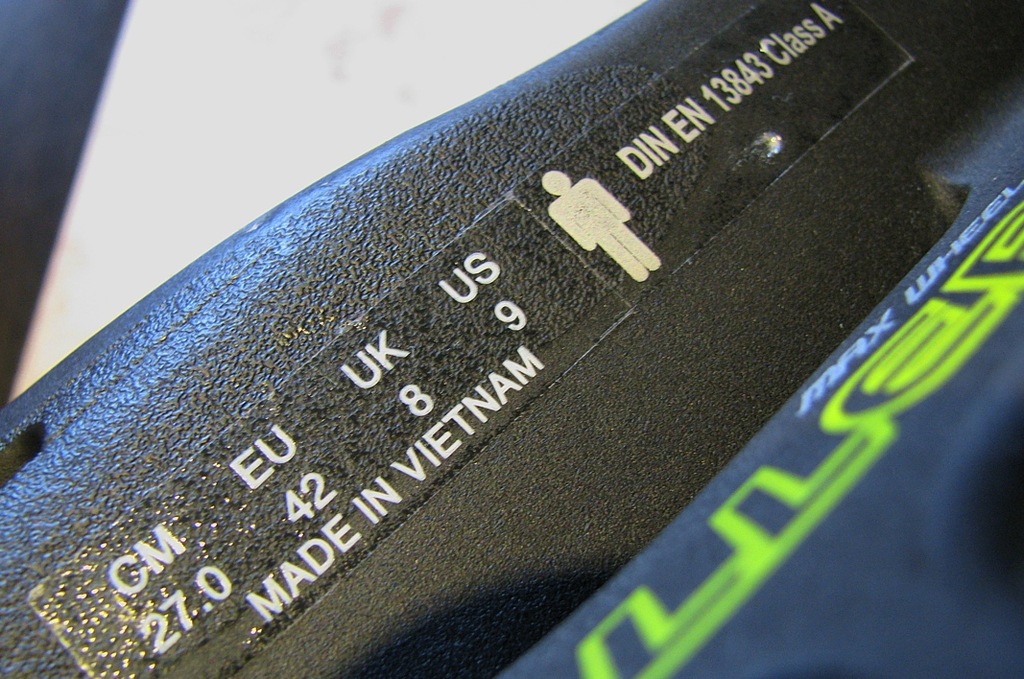 DIN EN 13843 Class A
CM EU UK US
27.0 42 8 9
MADE IN VIETNAM
MAX WHEEL